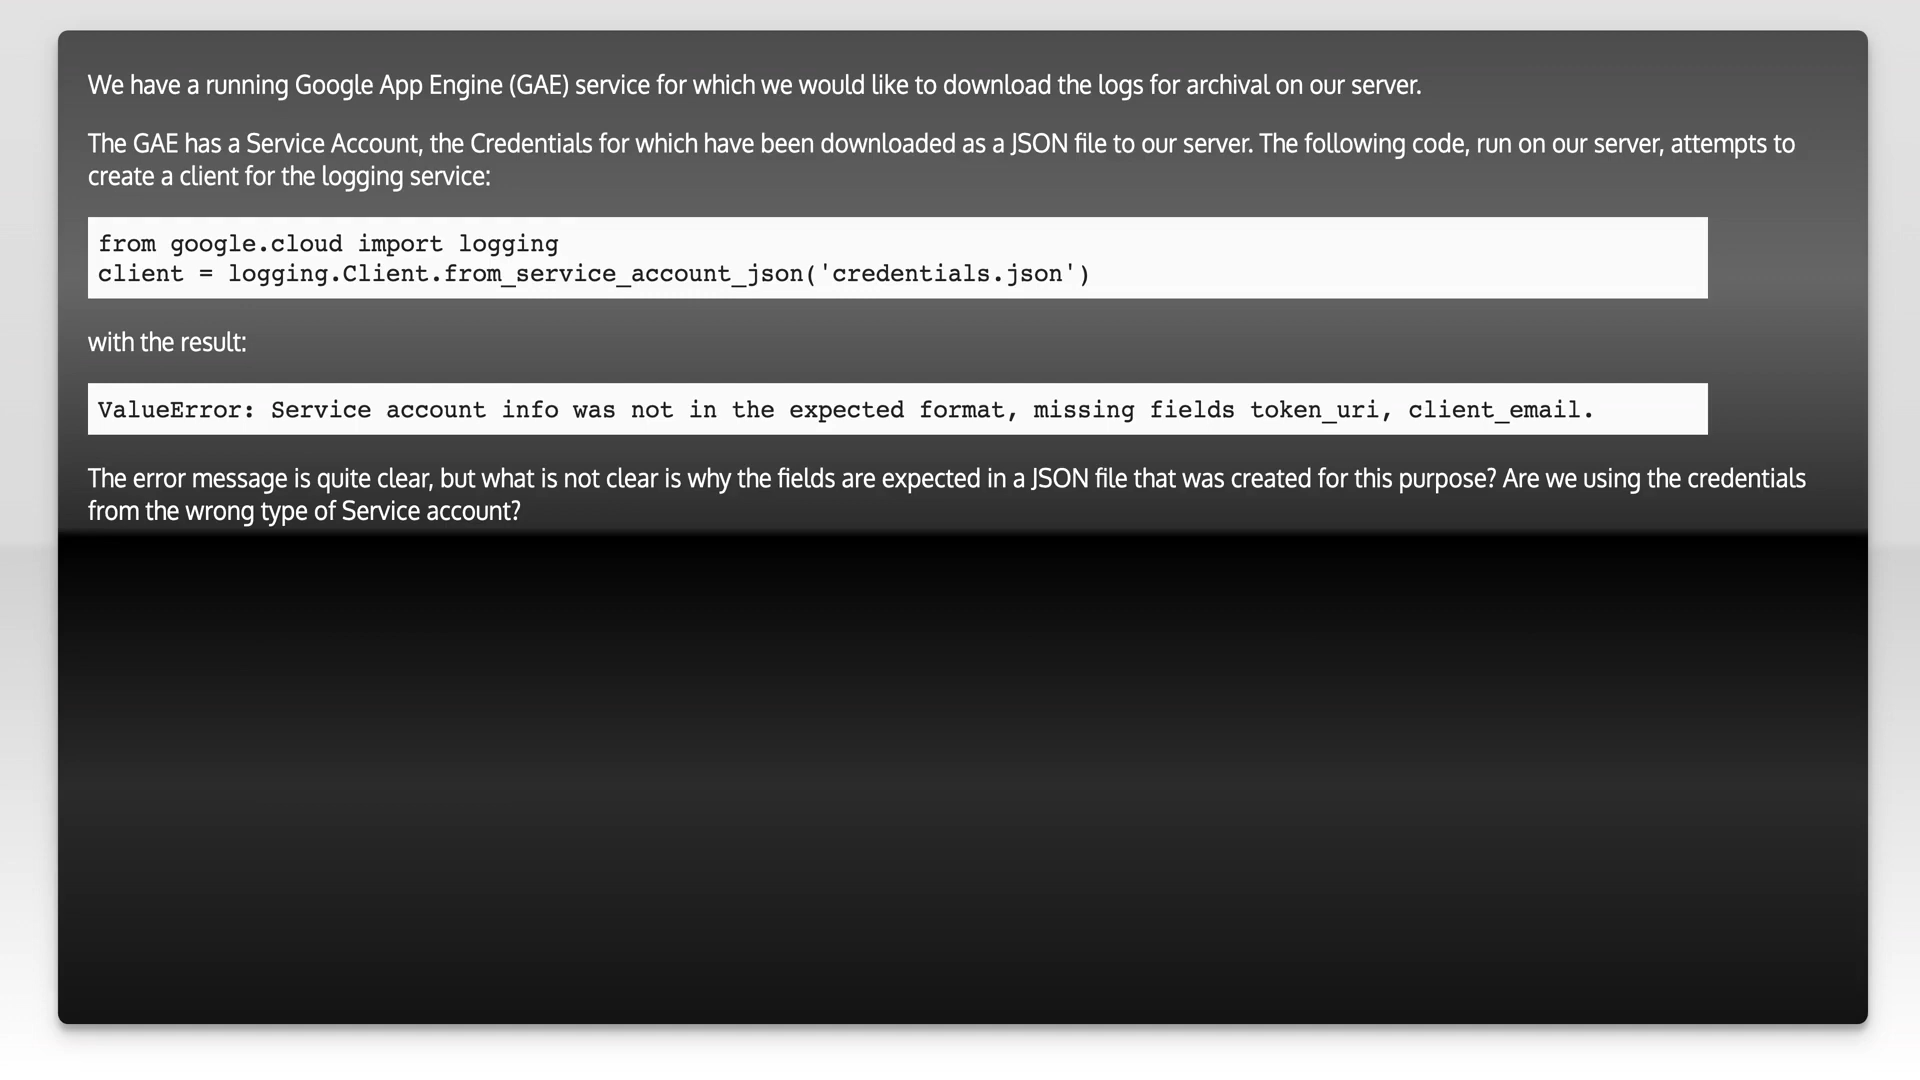 We have a running Google App Engine (GAE) service for which we would like to download the logs for archival on our server.
The GAE has a Service Account, the Credentials for which have been downloaded as a JSON file to our server. The following code, run on our server, attempts to
create a client for the logging service:
from google.cloud import logging
client = logging.Client.from_service_account_json('credentials.json')
with the result:
ValueError: Service account info was not in the expected format, missing fields token_uri, client_email.
The error message is quite clear, but what is not clear is why the fields are expected in a JSON file that was created for this purpose? Are we using the credentials
from the wrong type of Service account?